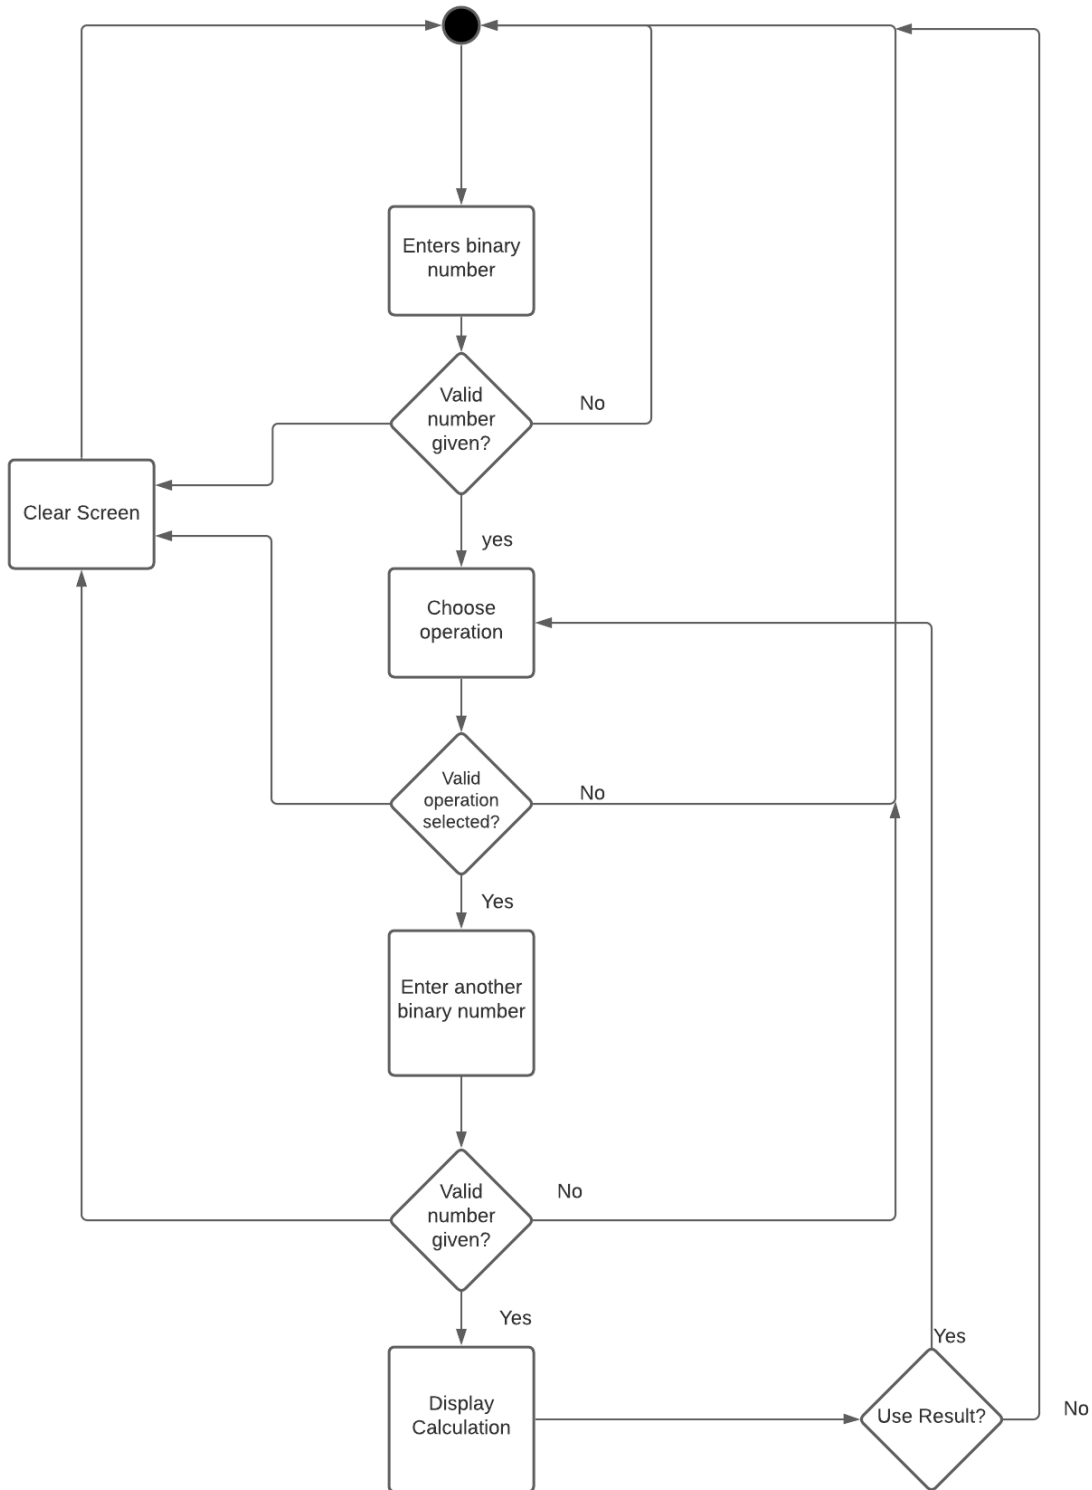 Enters binary
number
Valid
number
given?
No
Clear Screen
yes
Choose
operation
Valid
operation
selected?
No
Yes
Enter another
binary number
Valid
number
given?
No
Yes
Display
Calculation
Yes
Use Result?
No